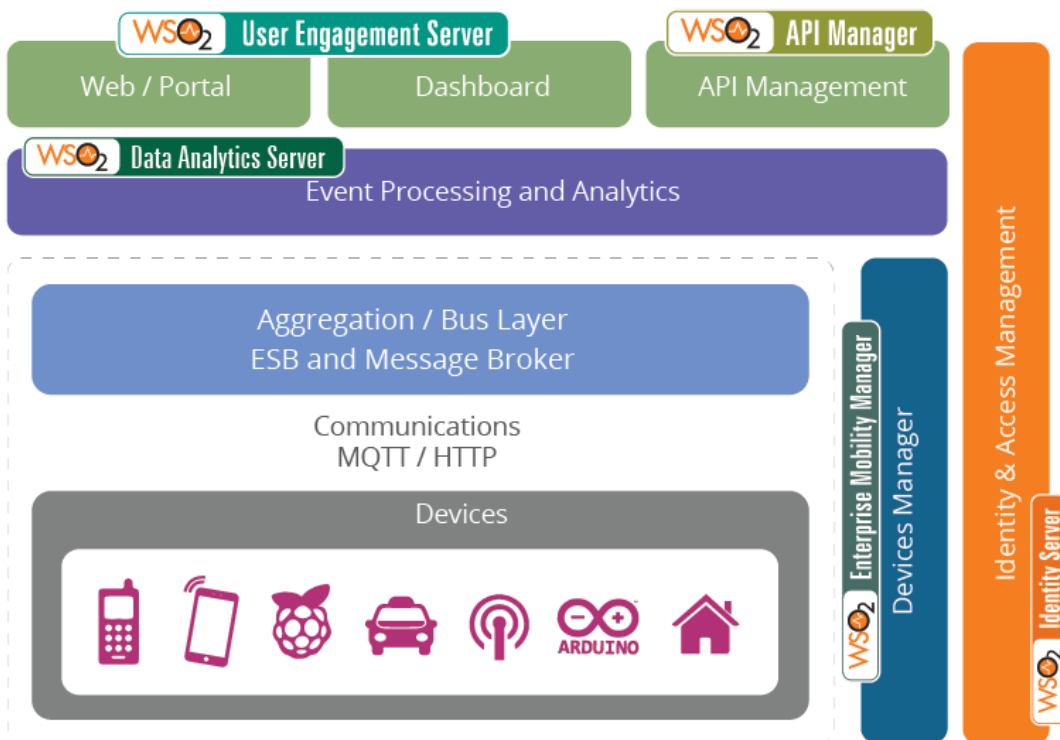 WSO2 User Engagement Server
WSO2 API Manager
Web / Portal
Dashboard
API Management
WSO2 Data Analytics Server
Event Processing and Analytics
Aggregation / Bus Layer
ESB and Message Broker
Communications
MQTT / HTTP
Devices
ARDUINO
WSO2 Enterprise Mobility Manager
Devices Manager
Identity & Access Management
WSO2 Identity Server